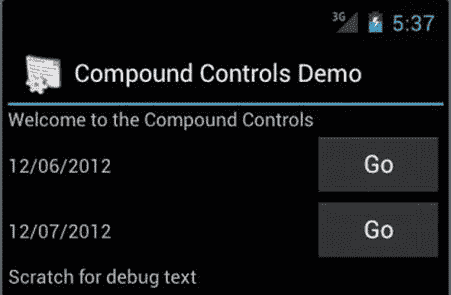 3G 5:37
Compound Controls Demo
Welcome to the Compound Controls
12/06/2012 Go
12/07/2012 Go
Scratch for debug text